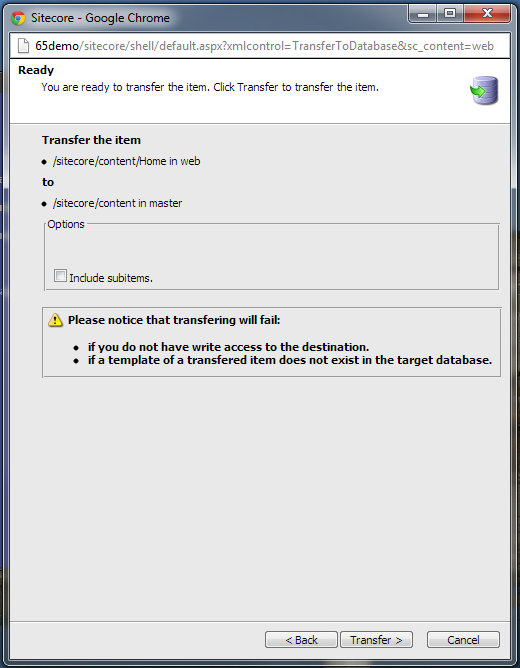 Sitecore - Google Chrome
65demo/sitecore/shell/default.aspx?xmlcontrol=TransferToDatabase&sc_content=web
Ready
You are ready to transfer the item. Click Transfer to transfer the item.
Transfer the item
• /sitecore/content/Home in web
to
• /sitecore/content in master
Options
Include subitems.
Please notice that transfering will fail:
• if you do not have write access to the destination.
• if a template of a transfered item does not exist in the target database.
< Back Transfer > Cancel